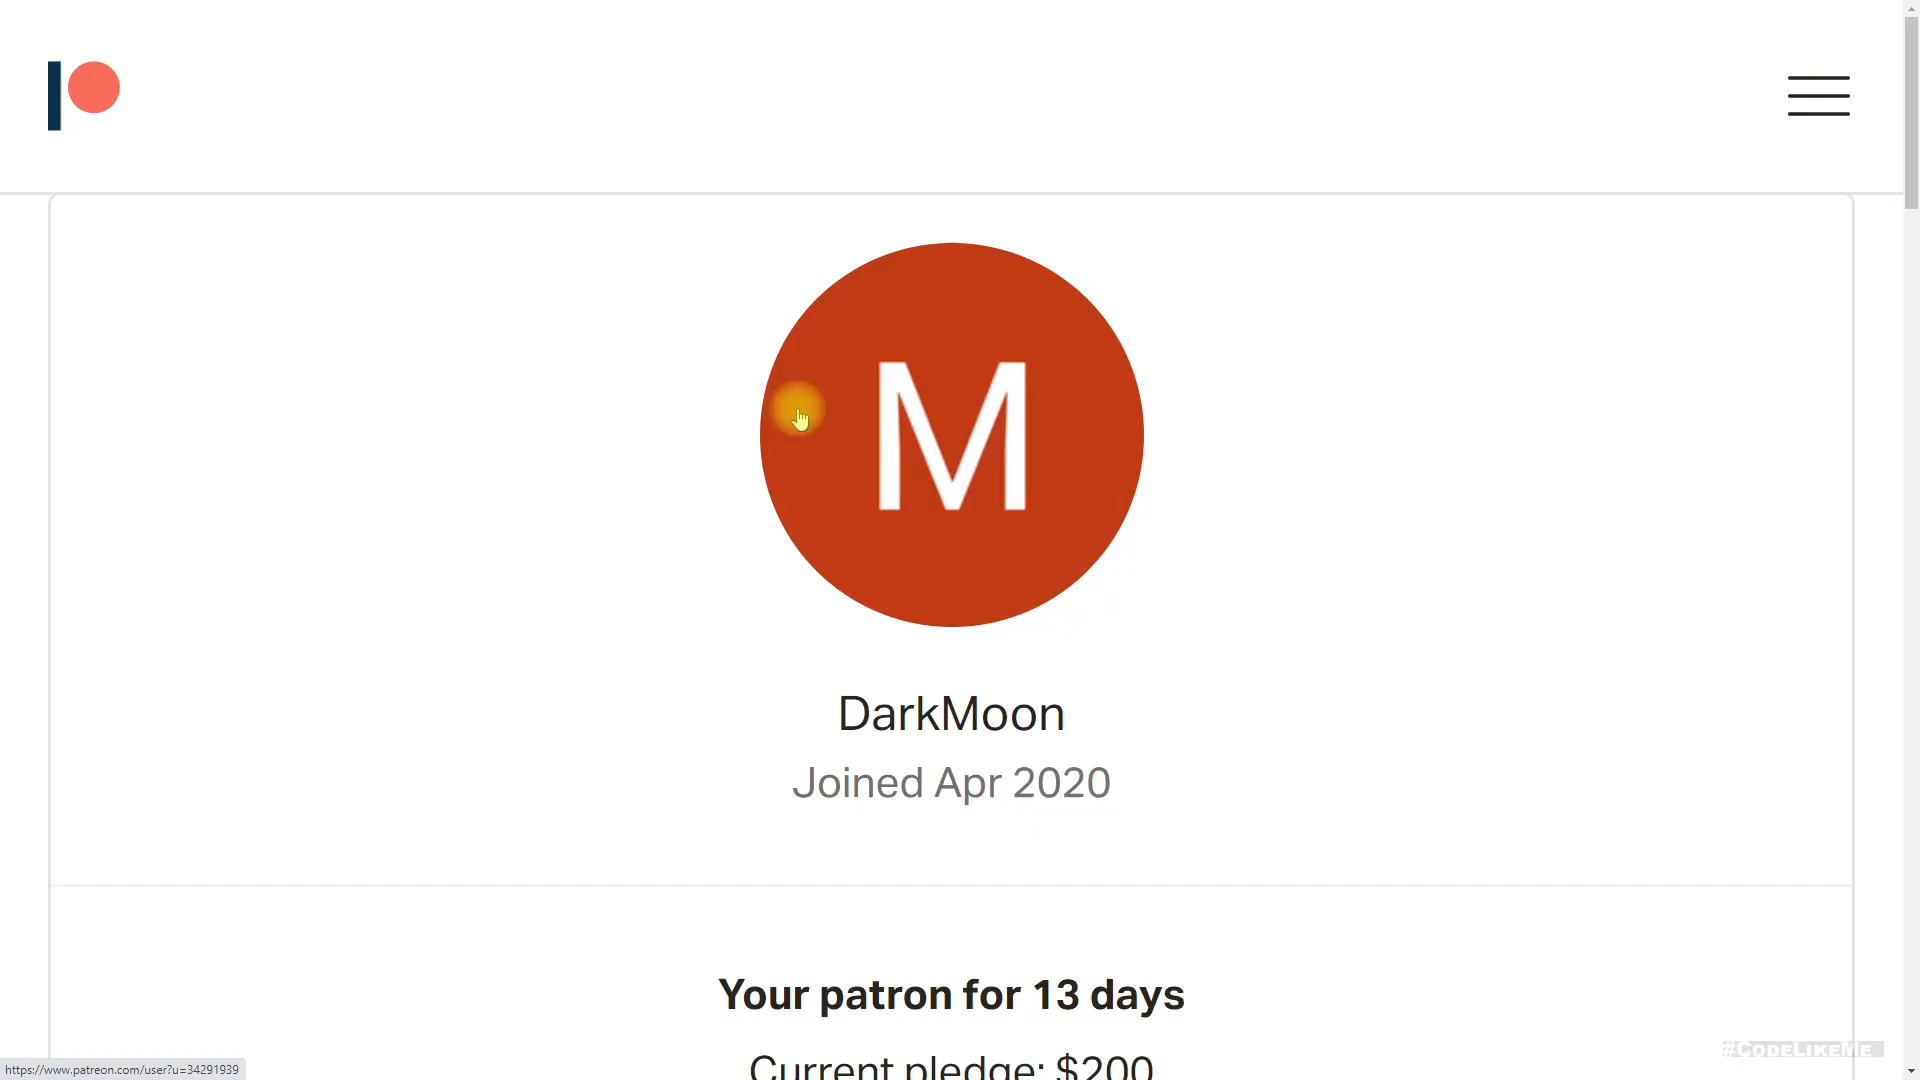 M
DarkMoon
Joined Apr 2020
Your patron for 13 days
Current pledge: $200
#CodeLikeMe
https://www.patreon.com/user?u=34291939